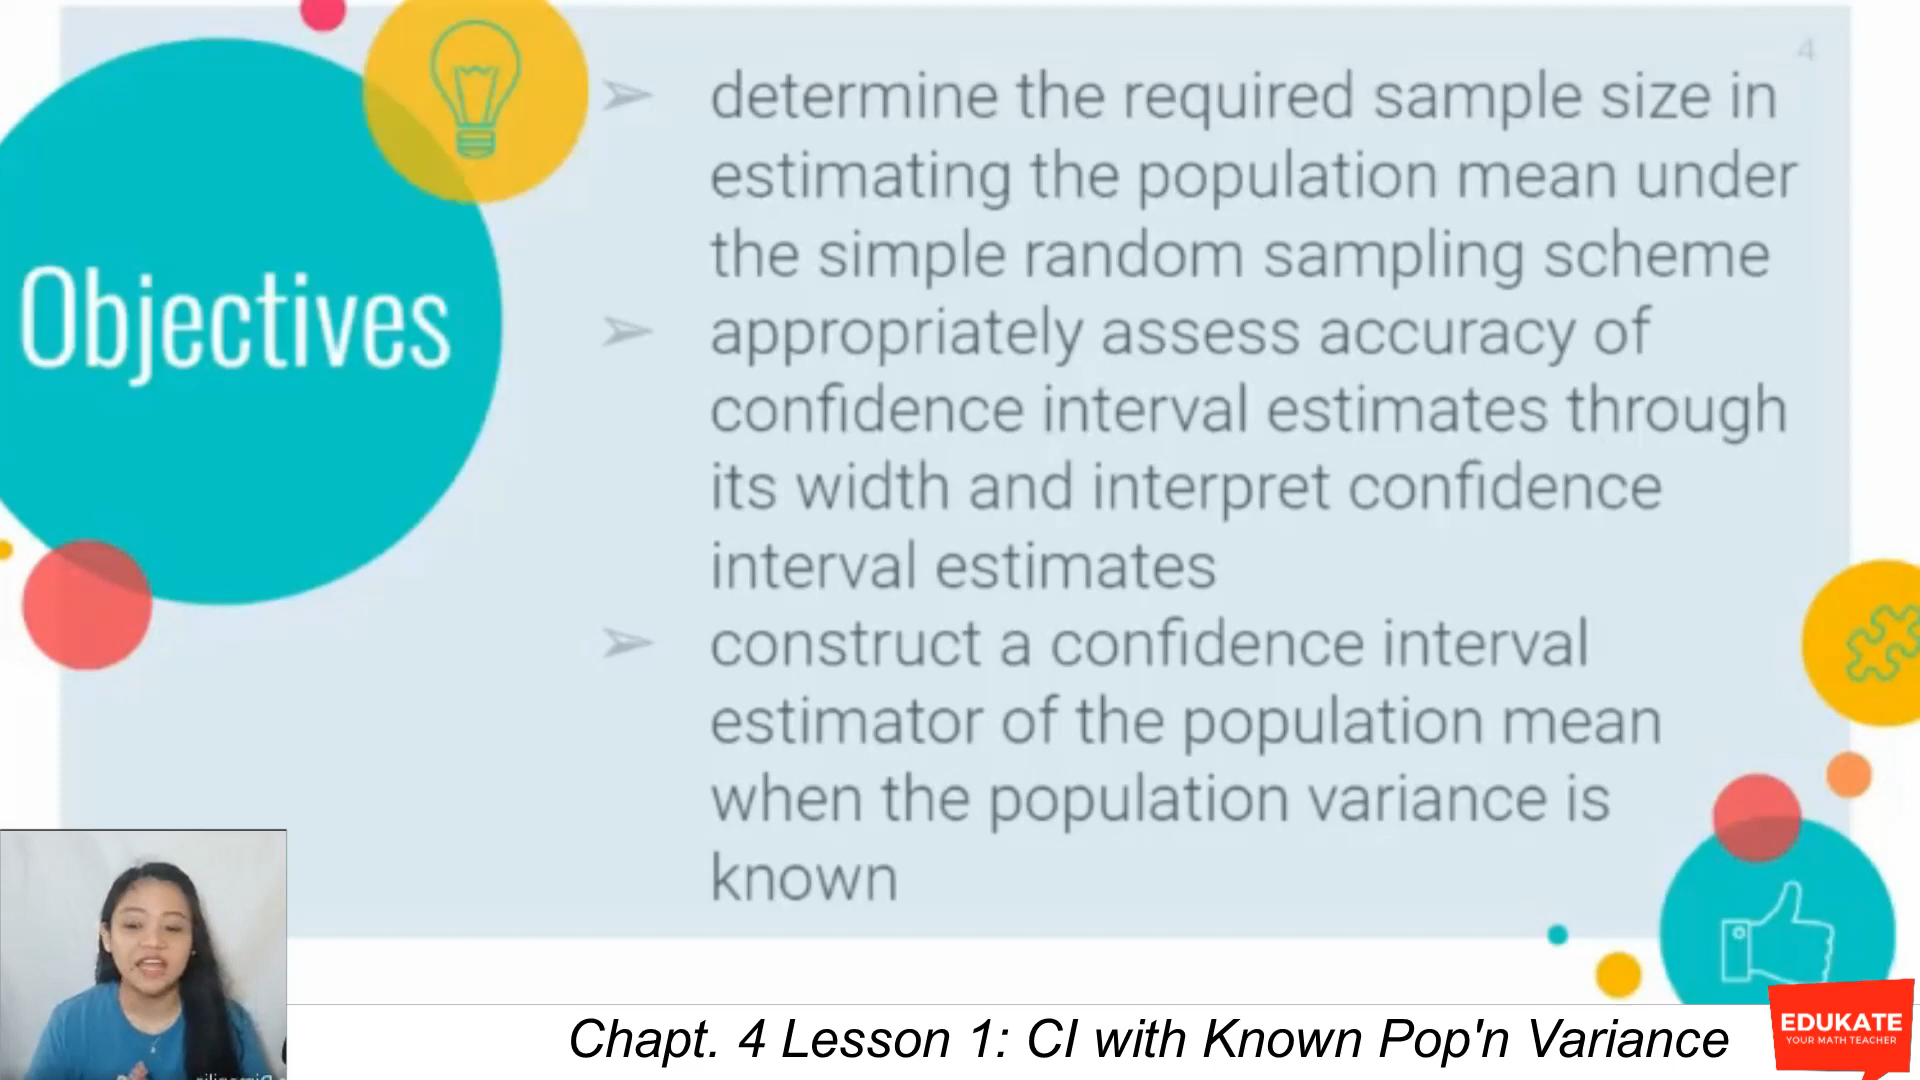 4
Objectives
➢ determine the required sample size in
estimating the population mean under
the simple random sampling scheme
➢ appropriately assess accuracy of
confidence interval estimates through
its width and interpret confidence
interval estimates
➢ construct a confidence interval
estimator of the population mean
when the population variance is
known
Chapt. 4 Lesson 1: CI with Known Pop'n Variance
EDUKATE
YOUR MATH TEACHER